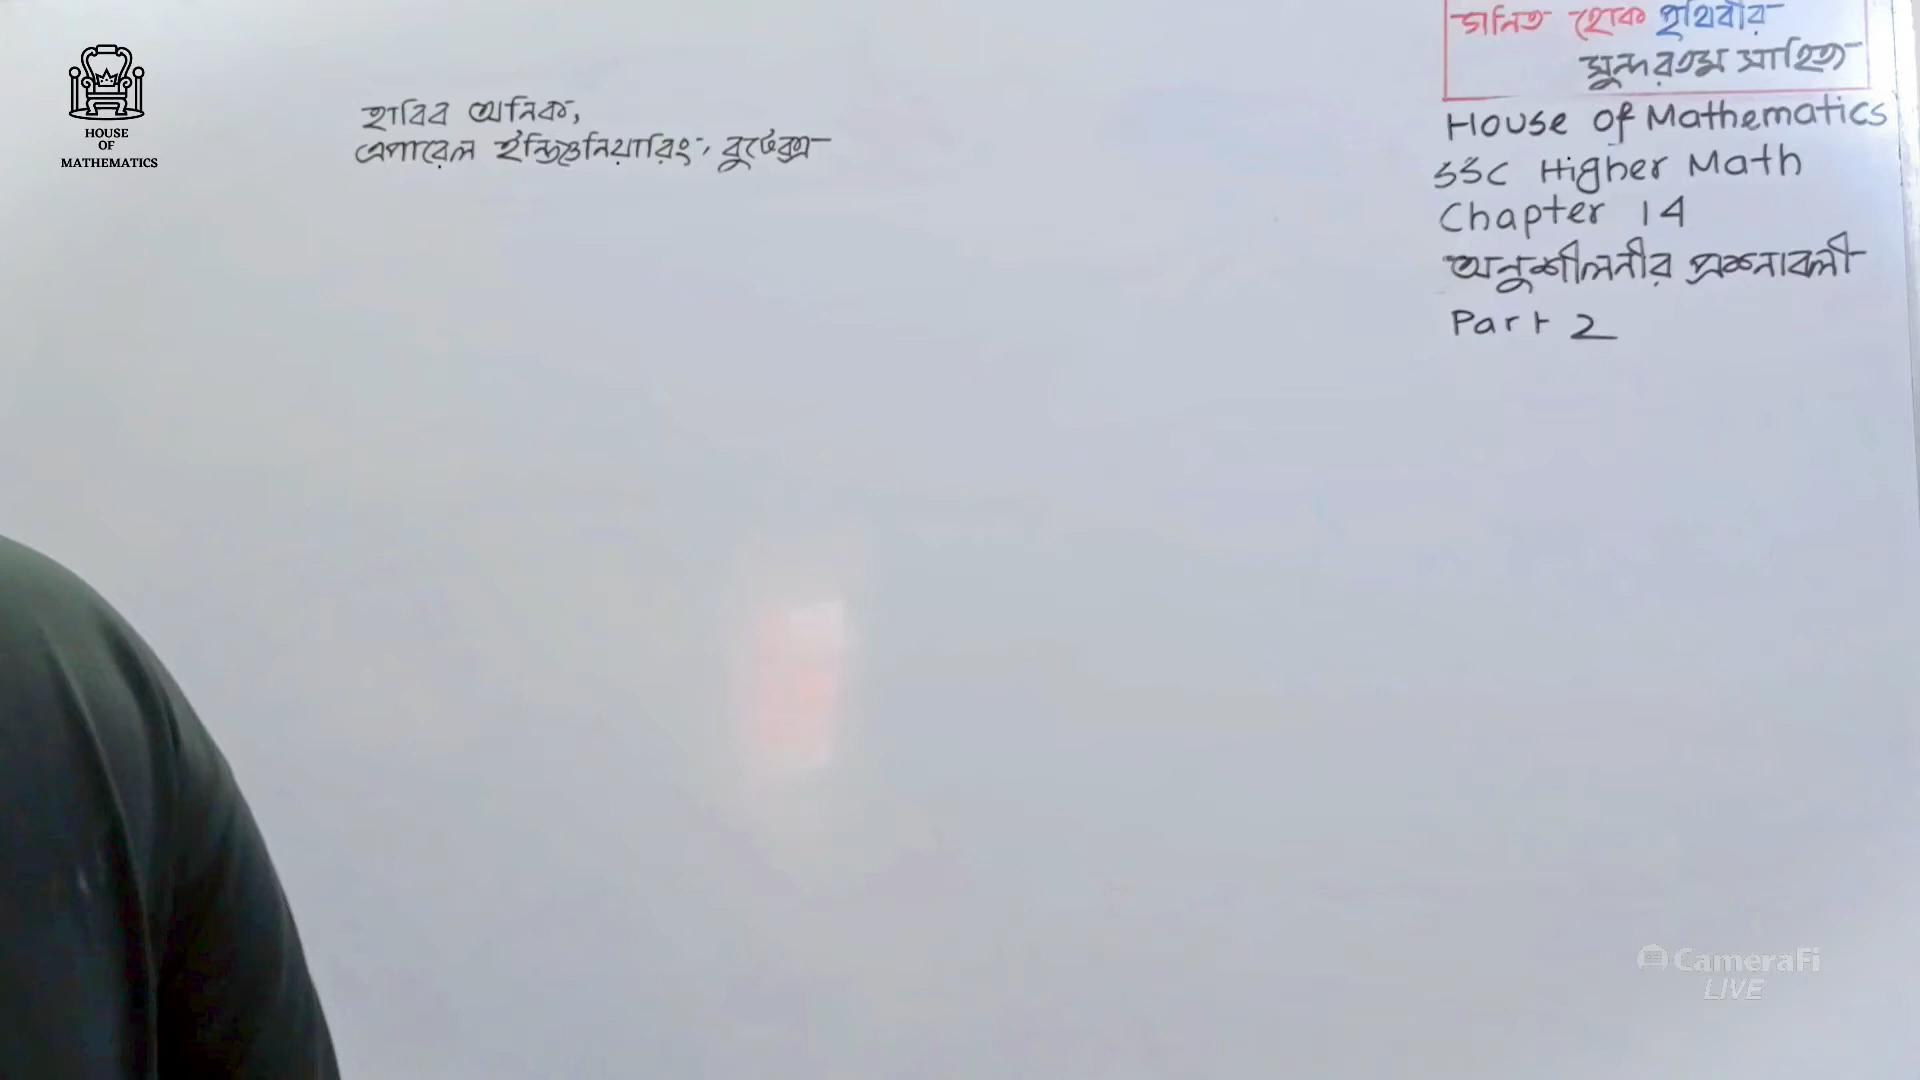 HOUSE
OF
MATHEMATICS
হাবিব অনিক,
এপারেল ইঞ্জিনিয়ারিং, বুটেক্স
গনিত হোক পৃথিবীর
সুন্দরতম সাহিত্য
House of Mathematics
SSC Higher Math
Chapter 14
অনুশীলনীর প্রশ্নাবলী
Part 2
CameraFi
LIVE